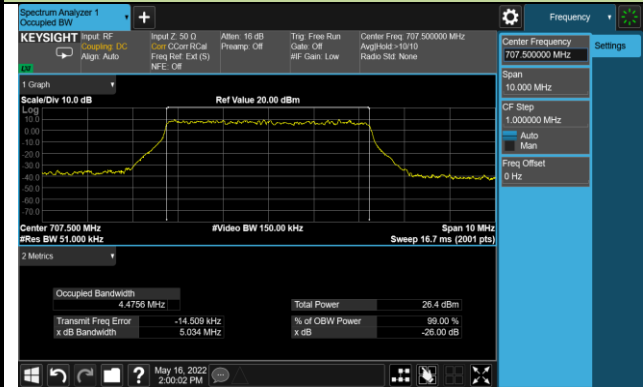 Spectrum Analyzer 1
Occupied BW
+
Frequency
KEYSIGHT
Input: RF
Coupling: DC
Align: Auto
Input Z: 50 Ω
Corr CCorr RCal
Freq Ref: Ext (S)
NFE: Off
Atten: 16 dB
Preamp: Off
Trig: Free Run
Gate: Off
#IF Gain: Low
Center Freq: 707.500000 MHz
Avg|Hold:>10/10
Radio Std: None
Center Frequency
707.500000 MHz
Settings
Span
10.000 MHz
CF Step
1.000000 MHz
Auto
Man
Freq Offset
0 Hz
1 Graph
Scale/Div 10.0 dB
Ref Value 20.00 dBm
Log
10.0
0.00
-10.0
-20.0
-30.0
-40.0
-50.0
-60.0
-70.0
Center 707.500 MHz
#Video BW 150.00 kHz
Span 10 MHz
#Res BW 51.000 kHz
Sweep 16.7 ms (2001 pts)
2 Metrics
Occupied Bandwidth
4.4756 MHz
Total Power
26.4 dBm
Transmit Freq Error
-14.509 kHz
% of OBW Power
99.00 %
x dB Bandwidth
5.034 MHz
x dB
-26.00 dB
?
May 16, 2022
2:00:02 PM